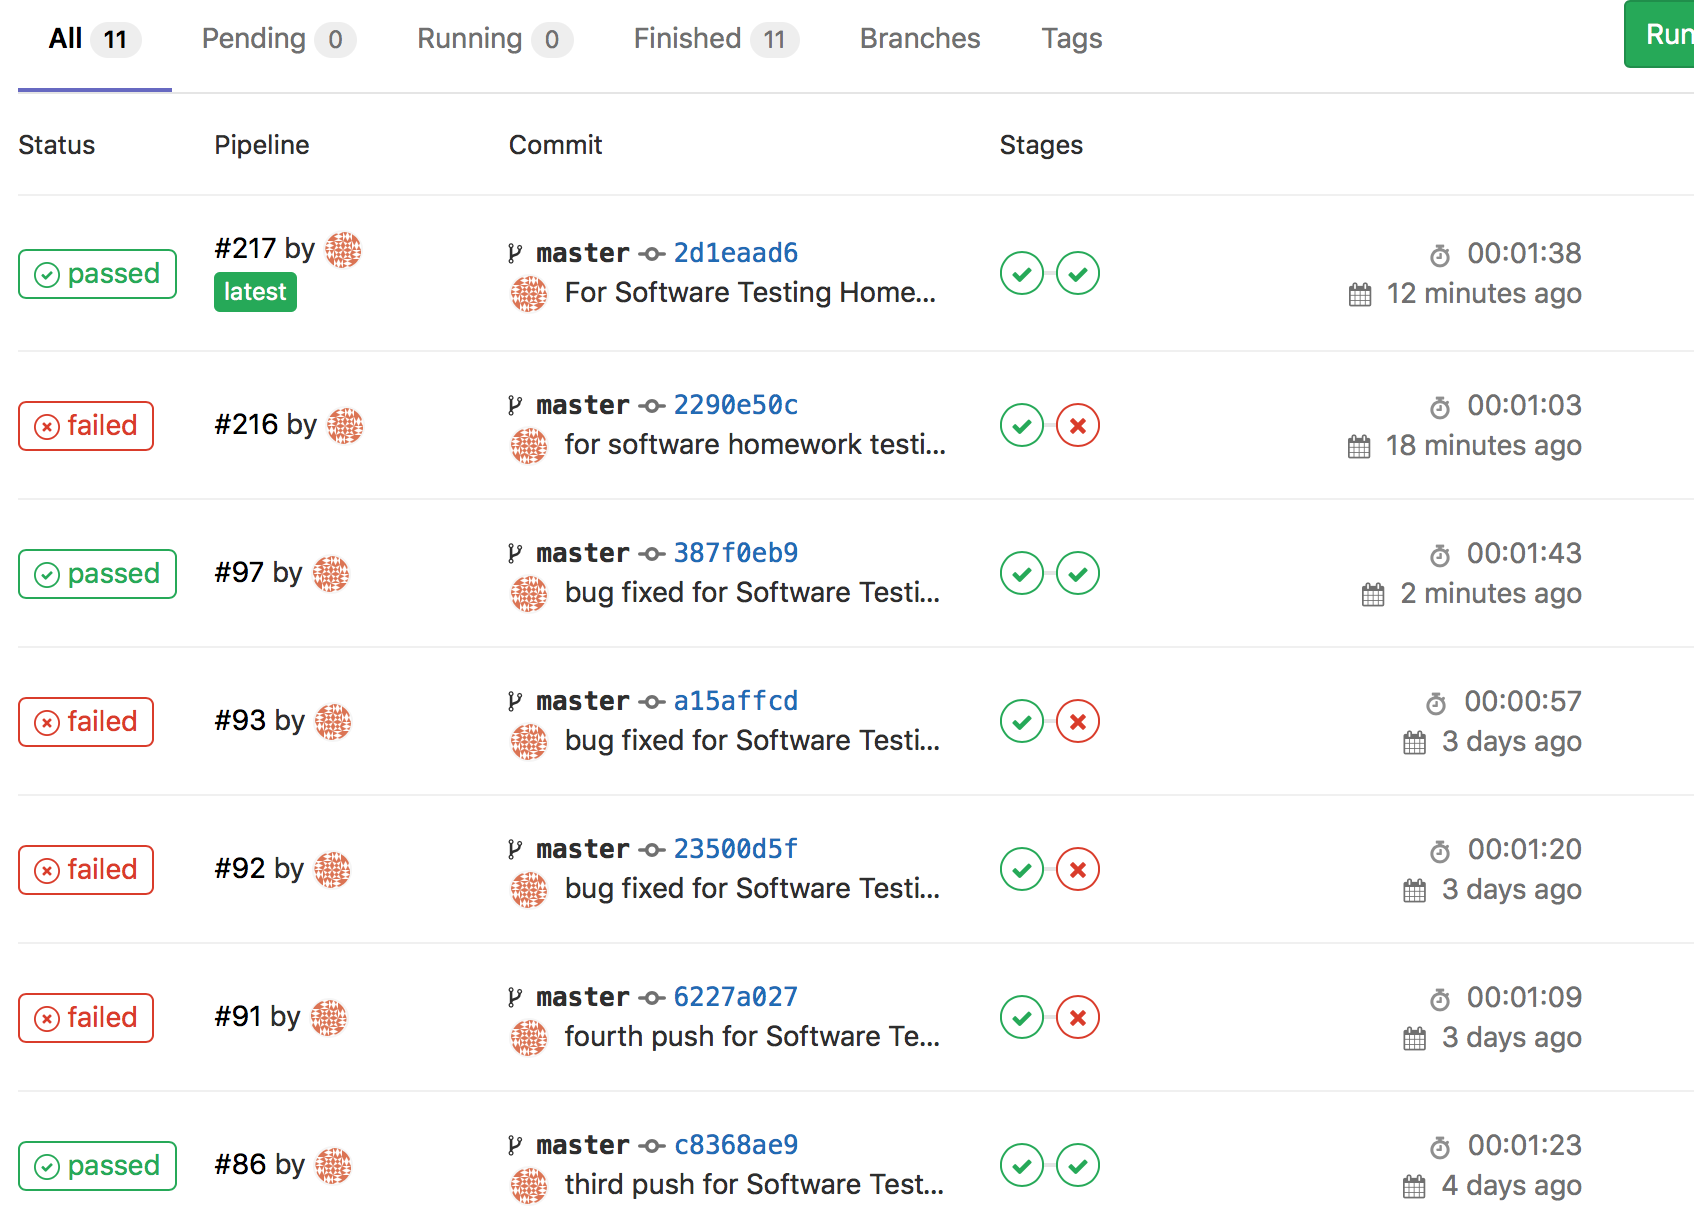 All 11 Pending 0 Running 0 Finished 11 Branches Tags Run
Status Pipeline Commit Stages
passed #217 by latest master 2d1eaad6 00:01:38
For Software Testing Home... 12 minutes ago
failed #216 by master 2290e50c 00:01:03
for software homework testi... 18 minutes ago
passed #97 by master 387f0eb9 00:01:43
bug fixed for Software Testi... 2 minutes ago
failed #93 by master a15affcd 00:00:57
bug fixed for Software Testi... 3 days ago
failed #92 by master 23500d5f 00:01:20
bug fixed for Software Testi... 3 days ago
failed #91 by master 6227a027 00:01:09
fourth push for Software Te... 3 days ago
passed #86 by master c8368ae9 00:01:23
third push for Software Test... 4 days ago